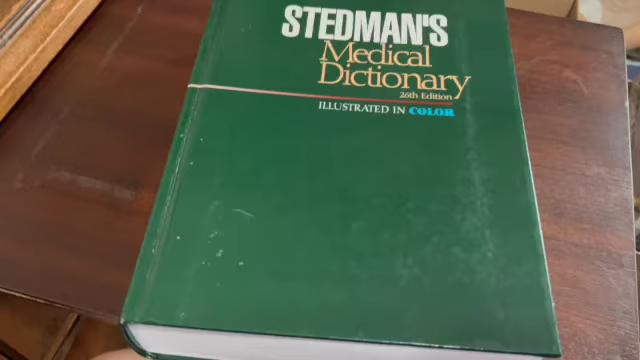 STEDMAN'S
Medical
Dictionary
26th Edition
ILLUSTRATED IN COLOR